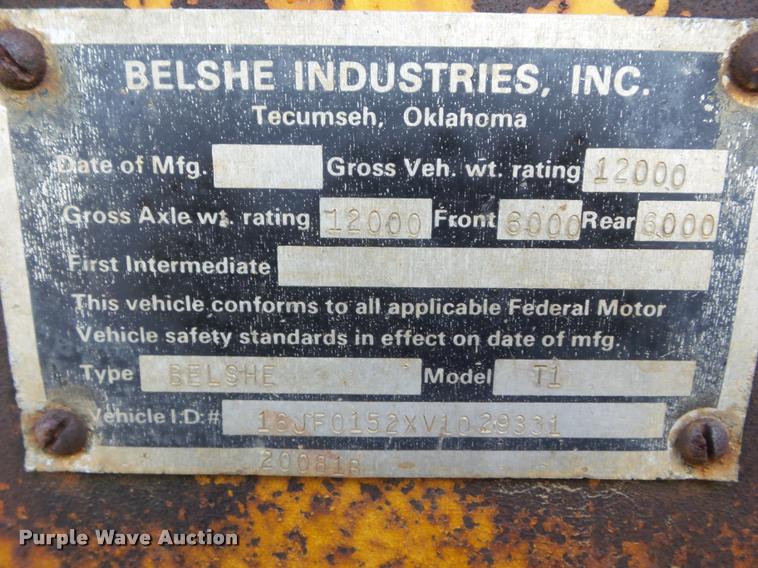 BELSHE INDUSTRIES, INC.
Tecumseh, Oklahoma
Date of Mfg. Gross Veh. wt. rating 12000
Gross Axle wt. rating 12000 Front 6000 Rear 6000
First Intermediate
This vehicle conforms to all applicable Federal Motor
Vehicle safety standards in effect on date of mfg.
Type BELSHE Model T1
Vehicle I.D.# 16JF0152XV1029331
200818
Purple Wave Auction